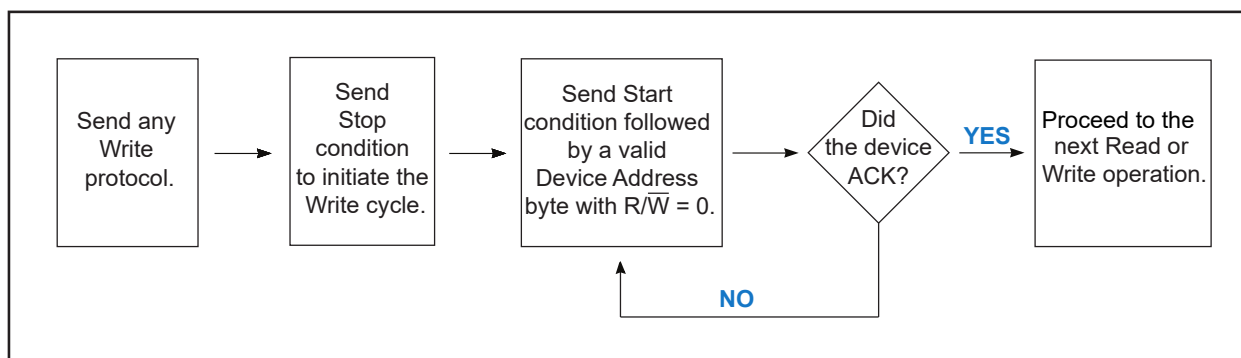 Send any
Write
protocol.
Send
Stop
condition
to initiate the
Write cycle.
Send Start
condition followed
by a valid
Device Address
byte with R/W̅ = 0.
Did
the device
ACK?
YES
Proceed to the
next Read or
Write operation.
NO